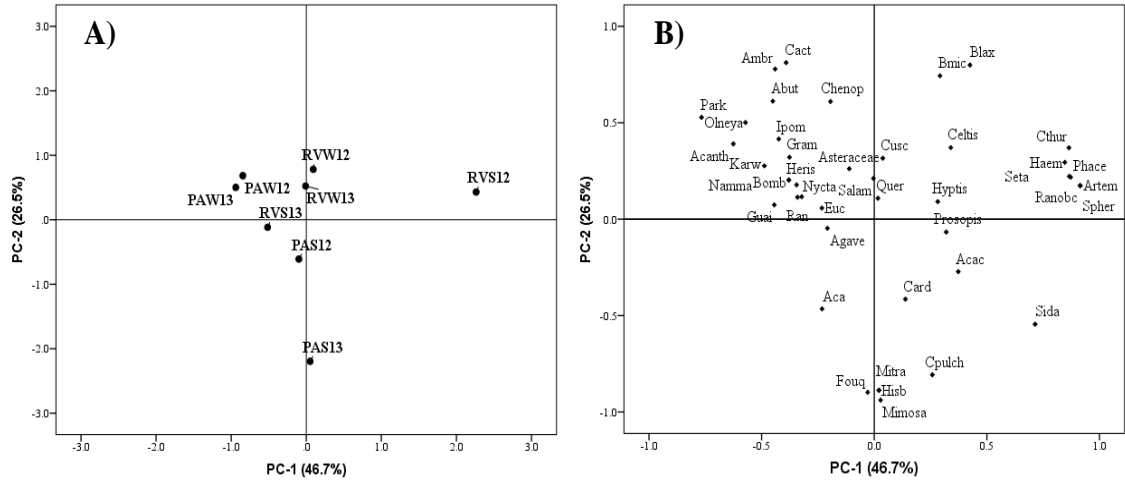 A)
3.0
2.0
1.0
.0
-1.0
-2.0
-3.0
PC-2 (26.5%)
RVW12
RVS12
PAW12
RVW13
PAW13
RVS13
PAS12
PAS13
-3.0 -2.0 -1.0 .0 1.0 2.0 3.0
PC-1 (46.7%)
B)
1.0
0.5
0.0
-0.5
-1.0
PC-2 (26.5%)
Cact
Ambr
Blax
Bmic
Abut
Chenop
Park
Olneya
Ipom
Acanth
Gram
Cusc
Celtis
Cthur
Karw
Heris
Asteraceae
Haem
Phace
Namma
Bomb
Nycta
Salam
Quer
Hyptis
Seta
Artem
Ranobc
Spher
Guai
Ran
Euc
Prosopis
Agave
Acac
Aca
Card
Sida
Cpulch
Fouq
Mitra
Hisb
Mimosa
-1.0 -0.5 0.0 0.5 1.0
PC-1 (46.7%)